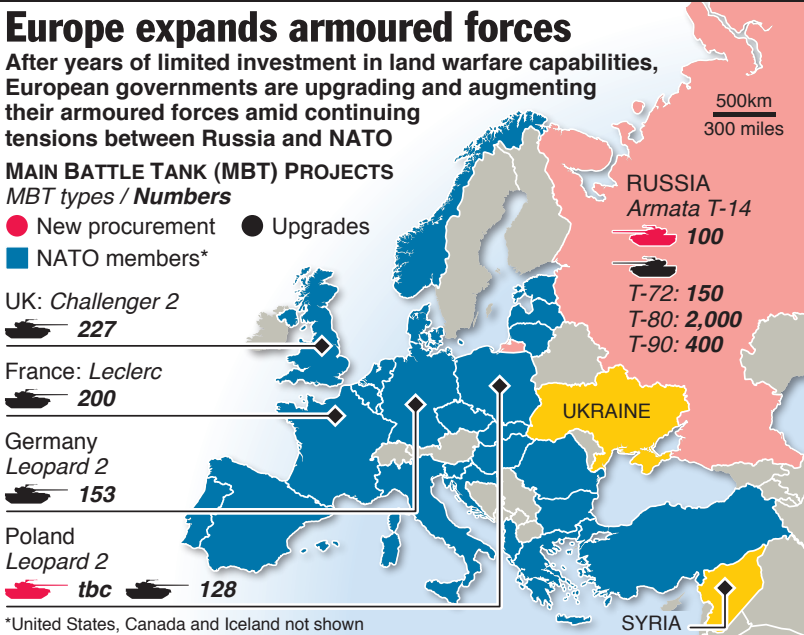 Europe expands armoured forces
After years of limited investment in land warfare capabilities,
European governments are upgrading and augmenting
their armoured forces amid continuing
tensions between Russia and NATO
MAIN BATTLE TANK (MBT) PROJECTS
MBT types / Numbers
New procurement Upgrades
NATO members*
500km
300 miles
RUSSIA
Armata T-14
100
T-72: 150
T-80: 2,000
T-90: 400
UK: Challenger 2
227
France: Leclerc
200
Germany
Leopard 2
153
Poland
Leopard 2
tbc 128
UKRAINE
SYRIA
*United States, Canada and Iceland not shown